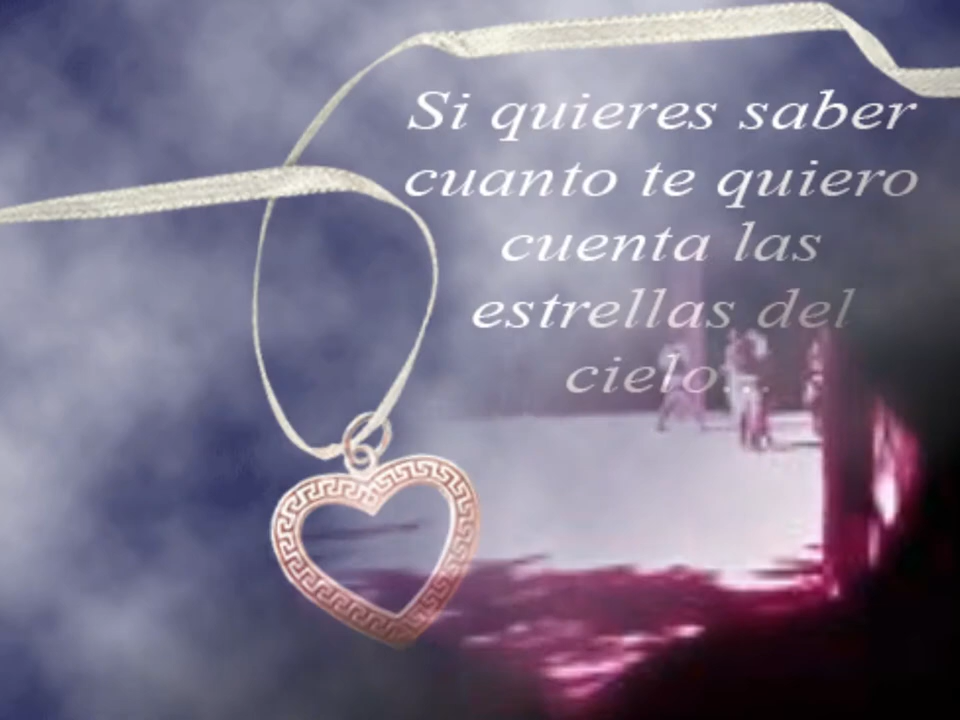 Si quieres saber
cuanto te quiero
cuenta las
estrellas del
cielo...